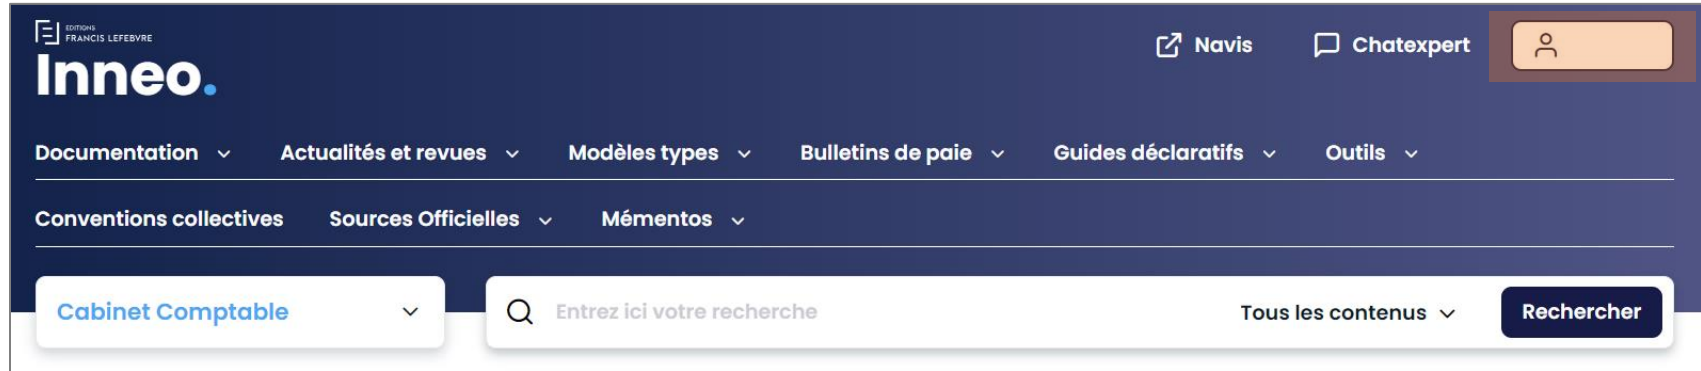 EDITIONS
FRANCIS LEFEBVRE
Inneo.
Navis Chatexpert
Documentation Actualités et revues Modèles types Bulletins de paie Guides déclaratifs Outils
Conventions collectives Sources Officielles Mémentos
Cabinet Comptable Entrez ici votre recherche Tous les contenus Rechercher